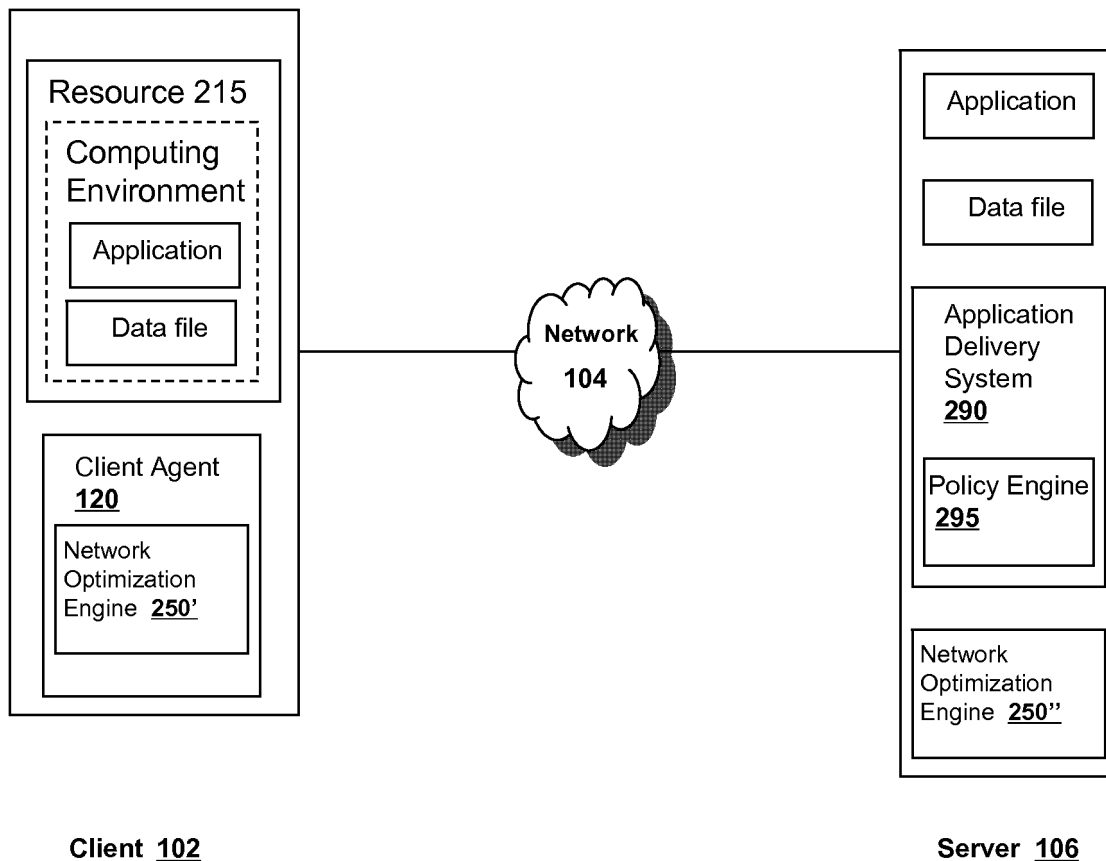 Resource 215
Computing
Environment
Application
Data file
Client Agent
120
Network
Optimization
Engine 250’
Client 102
Network
104
Application
Data file
Application
Delivery
System
290
Policy Engine
295
Network
Optimization
Engine 250’’
Server 106